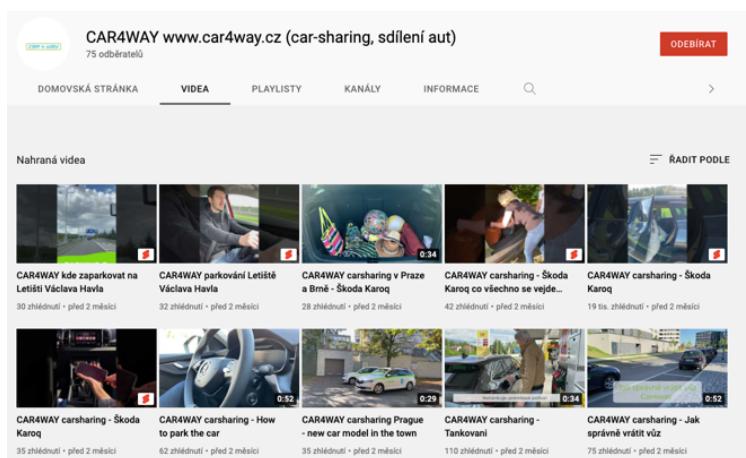 CAR4WAY www.car4way.cz (car-sharing, sdílení aut)
75 odběratelů
ODEBÍRAT
DOMOVSKÁ STRÁNKA VIDEA PLAYLISTY KANÁLY INFORMACE
Nahraná videa
ŘADIT PODLE
0:34
CAR4WAY kde zaparkovat na
Letišti Václava Havla
30 zhlédnutí • před 2 měsíci
CAR4WAY parkování Letiště
Václava Havla
32 zhlédnutí • před 2 měsíci
CAR4WAY carsharing v Praze
a Brně - Škoda Karoq
28 zhlédnutí • před 2 měsíci
CAR4WAY carsharing - Škoda
Karoq co všechno se vejde...
42 zhlédnutí • před 2 měsíci
CAR4WAY carsharing - Škoda
Karoq
19 tis. zhlédnutí • před 2 měsíci
0:52
0:29
0:34
0:52
CAR4WAY carsharing - Škoda
Karoq
35 zhlédnutí • před 2 měsíci
CAR4WAY carsharing - How
to park the car
62 zhlédnutí • před 2 měsíci
CAR4WAY carsharing Prague
- new car model in the town
35 zhlédnutí • před 2 měsíci
CAR4WAY carsharing -
Tankovani
110 zhlédnutí • před 2 měsíci
CAR4WAY carsharing - Jak
správně vrátit vůz
75 zhlédnutí • před 2 měsíci